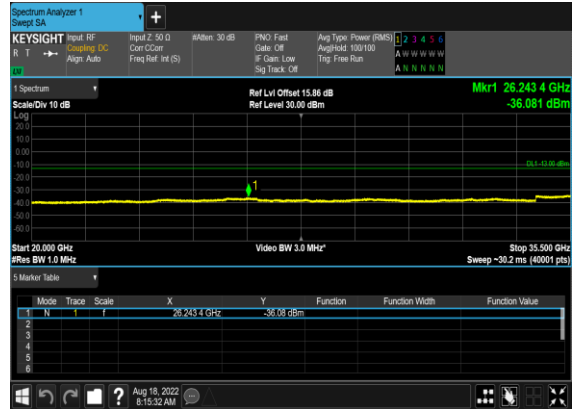 Spectrum Analyzer 1
Swept SA
+
KEYSIGHT Input: RF Input Z: 50 Ω #Atten: 30 dB PNO: Fast Avg Type: Power (RMS) 1 2 3 4 5 6
R T Coupling: DC Corr CCorr Gate: Off Avg|Hold: 100/100 A W W W W W
Align: Auto Freq Ref: Int (S) IF Gain: Low Trig: Free Run
LXI Sig Track: Off A N N N N N
1 Spectrum Ref Lvl Offset 15.86 dB Mkr1 26.243 4 GHz
Scale/Div 10 dB Ref Level 30.00 dBm -36.081 dBm
Log
20.0
10.0
0.00
-10.0 DL1 -13.00 dBm
-20.0
-30.0 1
-40.0
-50.0
-60.0
Start 20.000 GHz Video BW 3.0 MHz* Stop 35.500 GHz
#Res BW 1.0 MHz Sweep ~30.2 ms (40001 pts)
5 Marker Table
Mode Trace Scale X Y Function Function Width Function Value
1 N 1 f 26.243 4 GHz -36.08 dBm
2
3
4
5
6
? Aug 18, 2022
8:15:32 AM